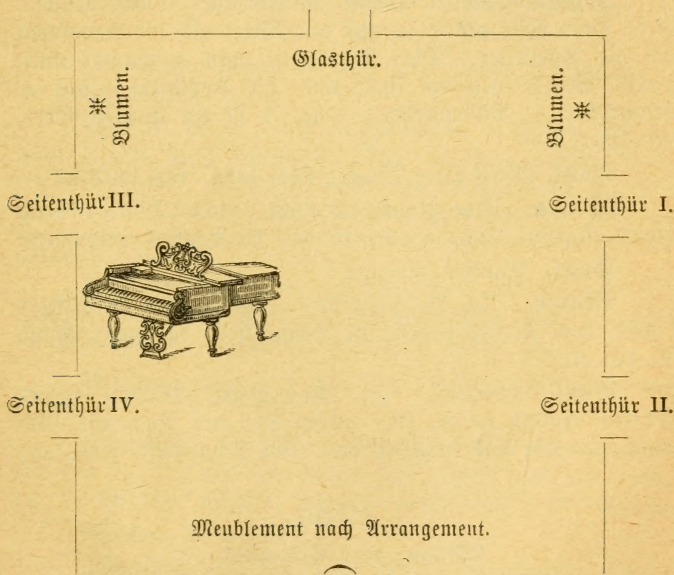 Glasthür.
Blumen.
Blumen.
Seitenthür III.
Seitenthür I.
Seitenthür IV.
Seitenthür II.
Meublement nach Arrangement.